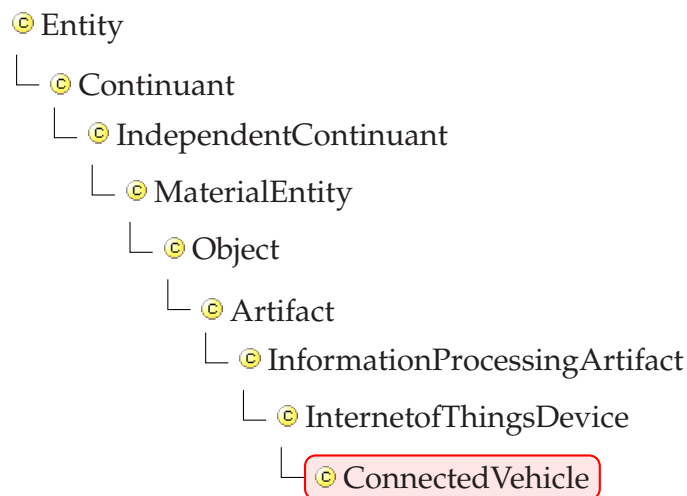 C Entity
C Continuant
C IndependentContinuant
C MaterialEntity
C Object
C Artifact
C InformationProcessingArtifact
C InternetofThingsDevice
C ConnectedVehicle